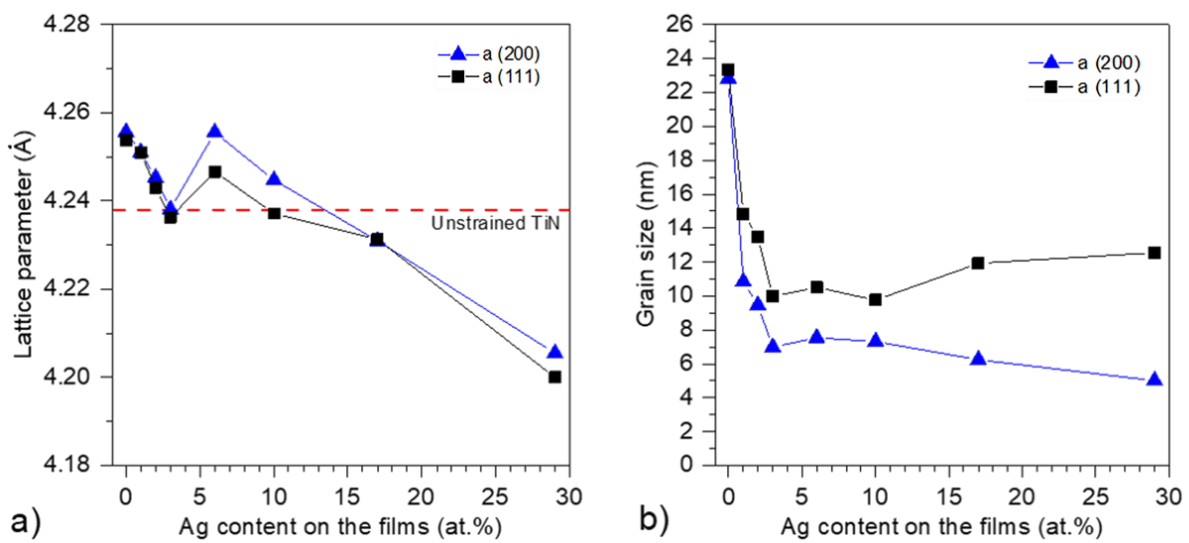 4.28
4.26
4.24
4.22
4.20
4.18
Lattice parameter (Å)
a (200)
a (111)
Unstrained TiN
0 5 10 15 20 25 30
Ag content on the films (at.%)
a)
26
24
22
20
18
16
14
12
10
8
6
4
2
0
Grain size (nm)
a (200)
a (111)
0 5 10 15 20 25 30
Ag content on the films (at.%)
b)